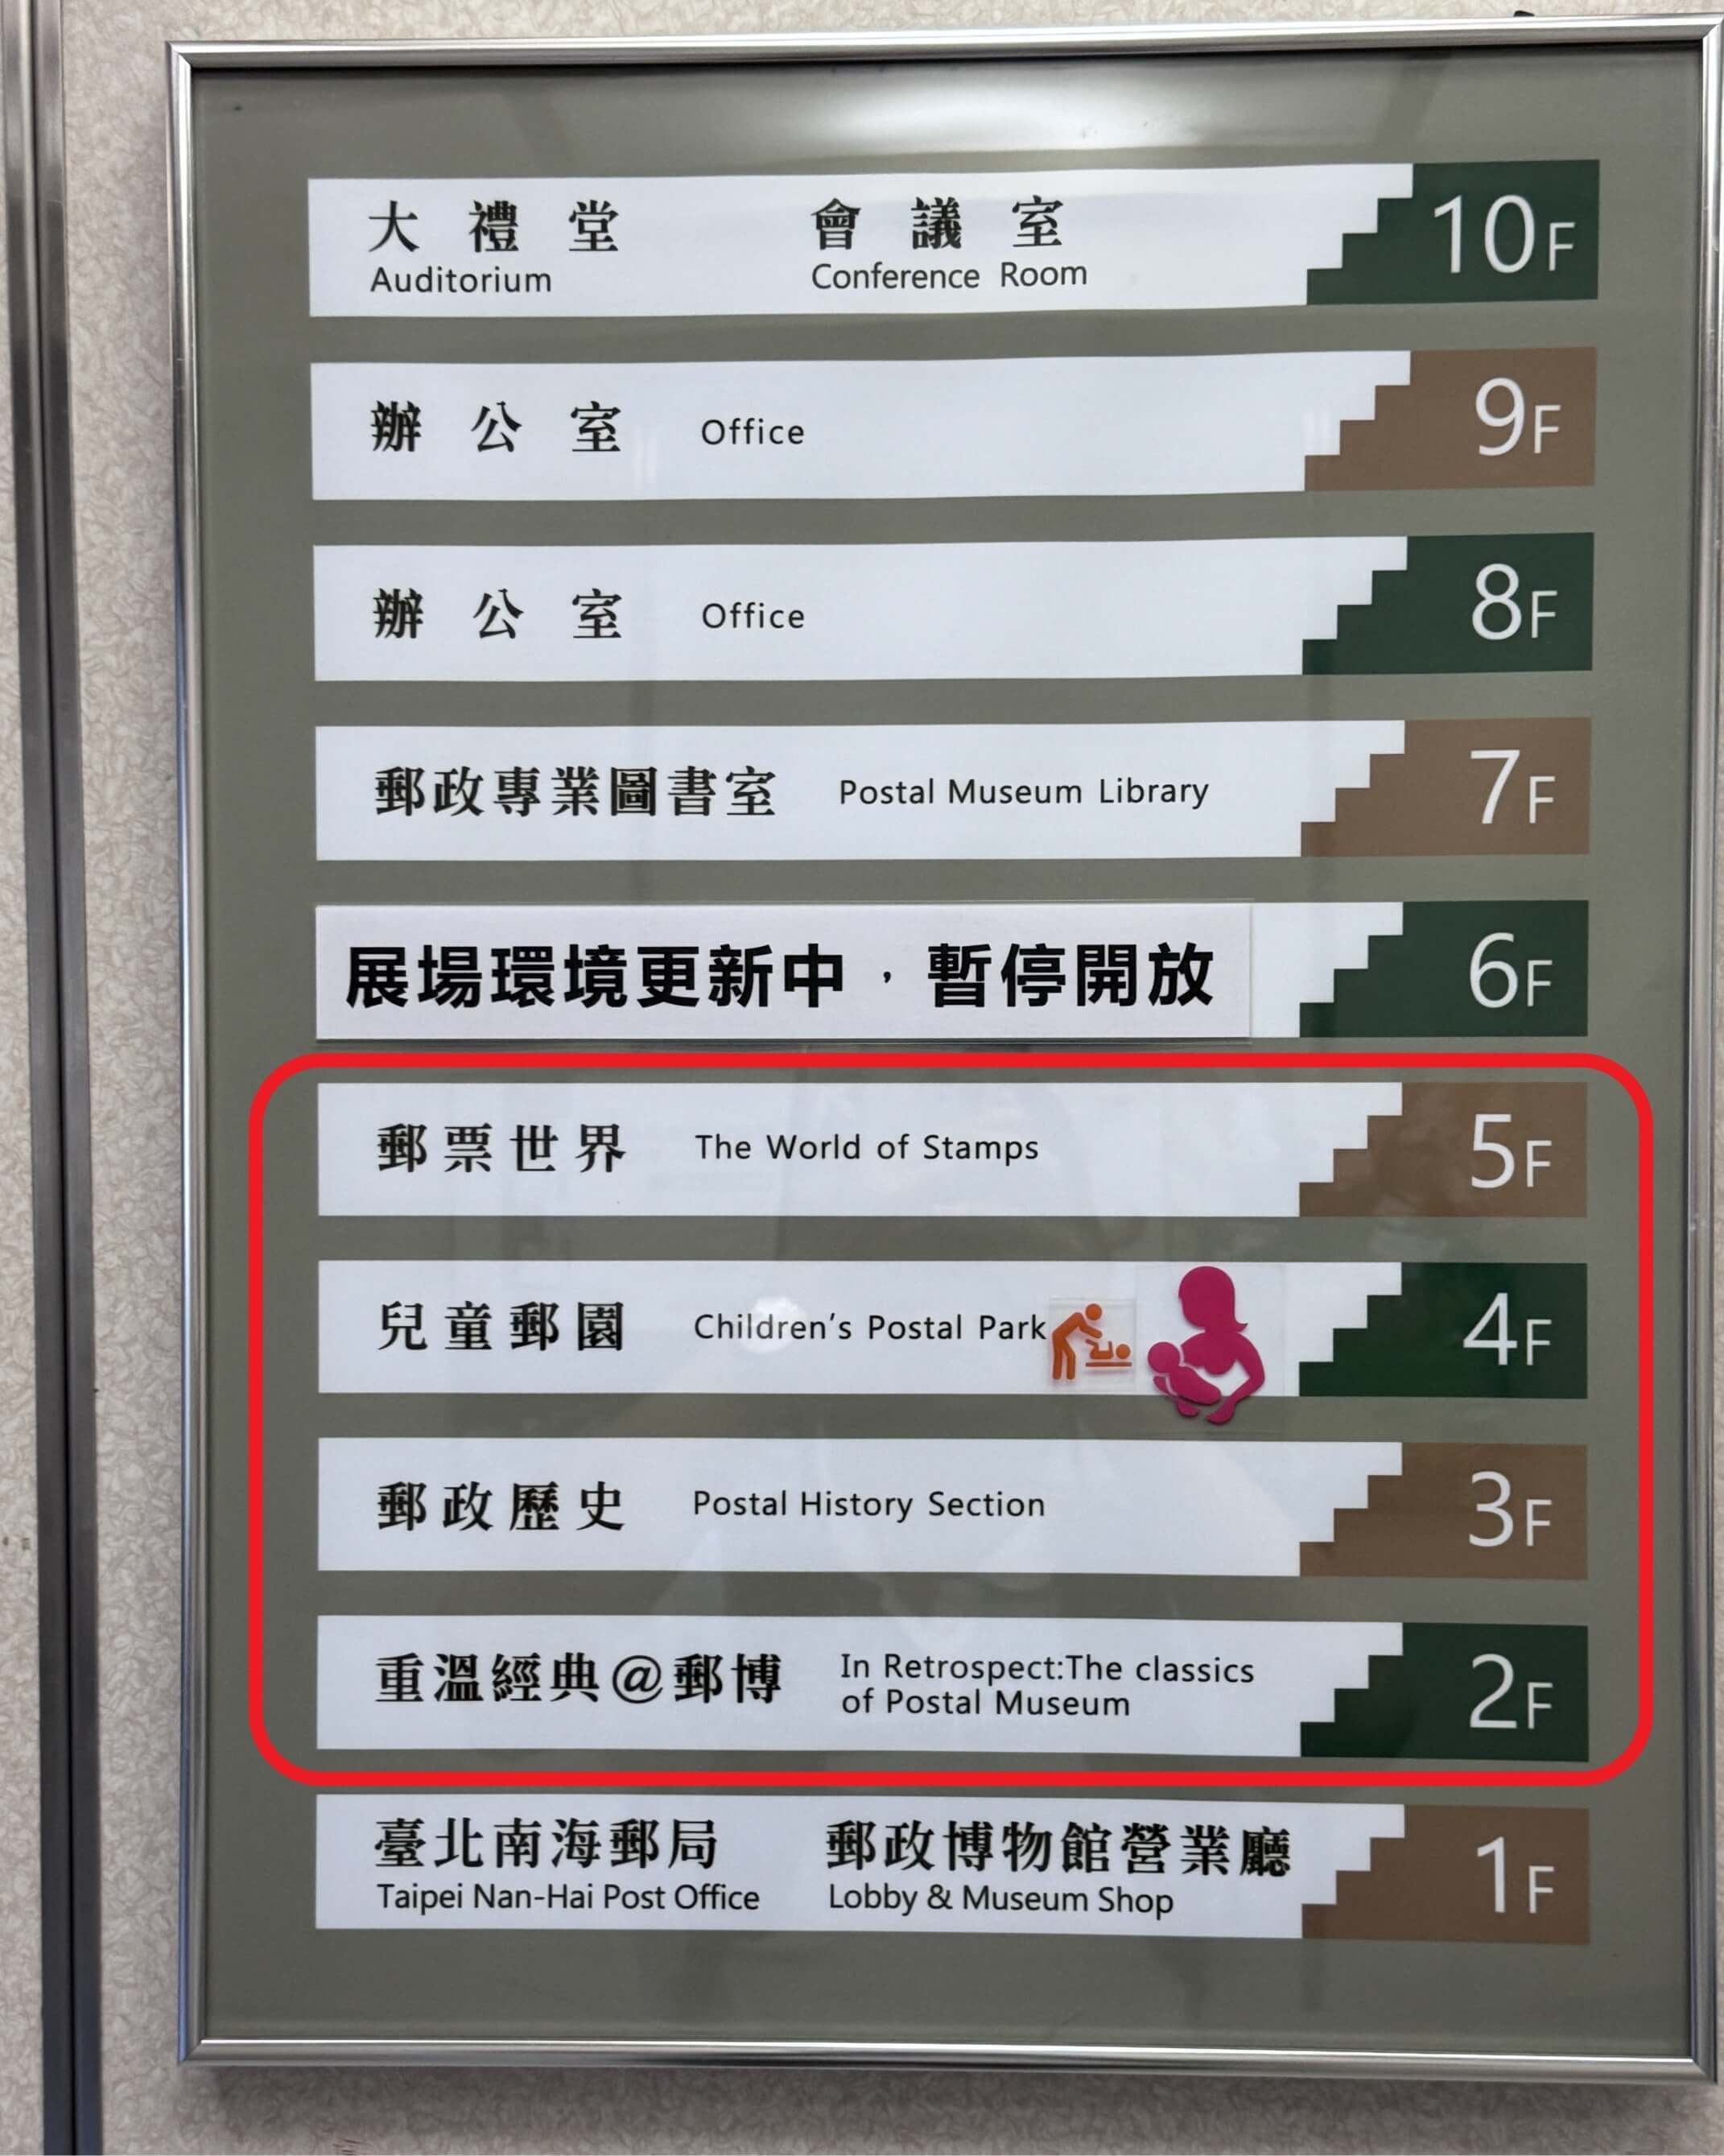 大禮堂 會議室 10F
Auditorium Conference Room
辦公室 Office 9F
辦公室 Office 8F
郵政專業圖書室 Postal Museum Library 7F
展場環境更新中，暫停開放 6F
郵票世界 The World of Stamps 5F
兒童郵園 Children's Postal Park 4F
郵政歷史 Postal History Section 3F
重溫經典@郵博 In Retrospect:The classics 2F
of Postal Museum
臺北南海郵局 郵政博物館營業廳 1F
Taipei Nan-Hai Post Office Lobby & Museum Shop